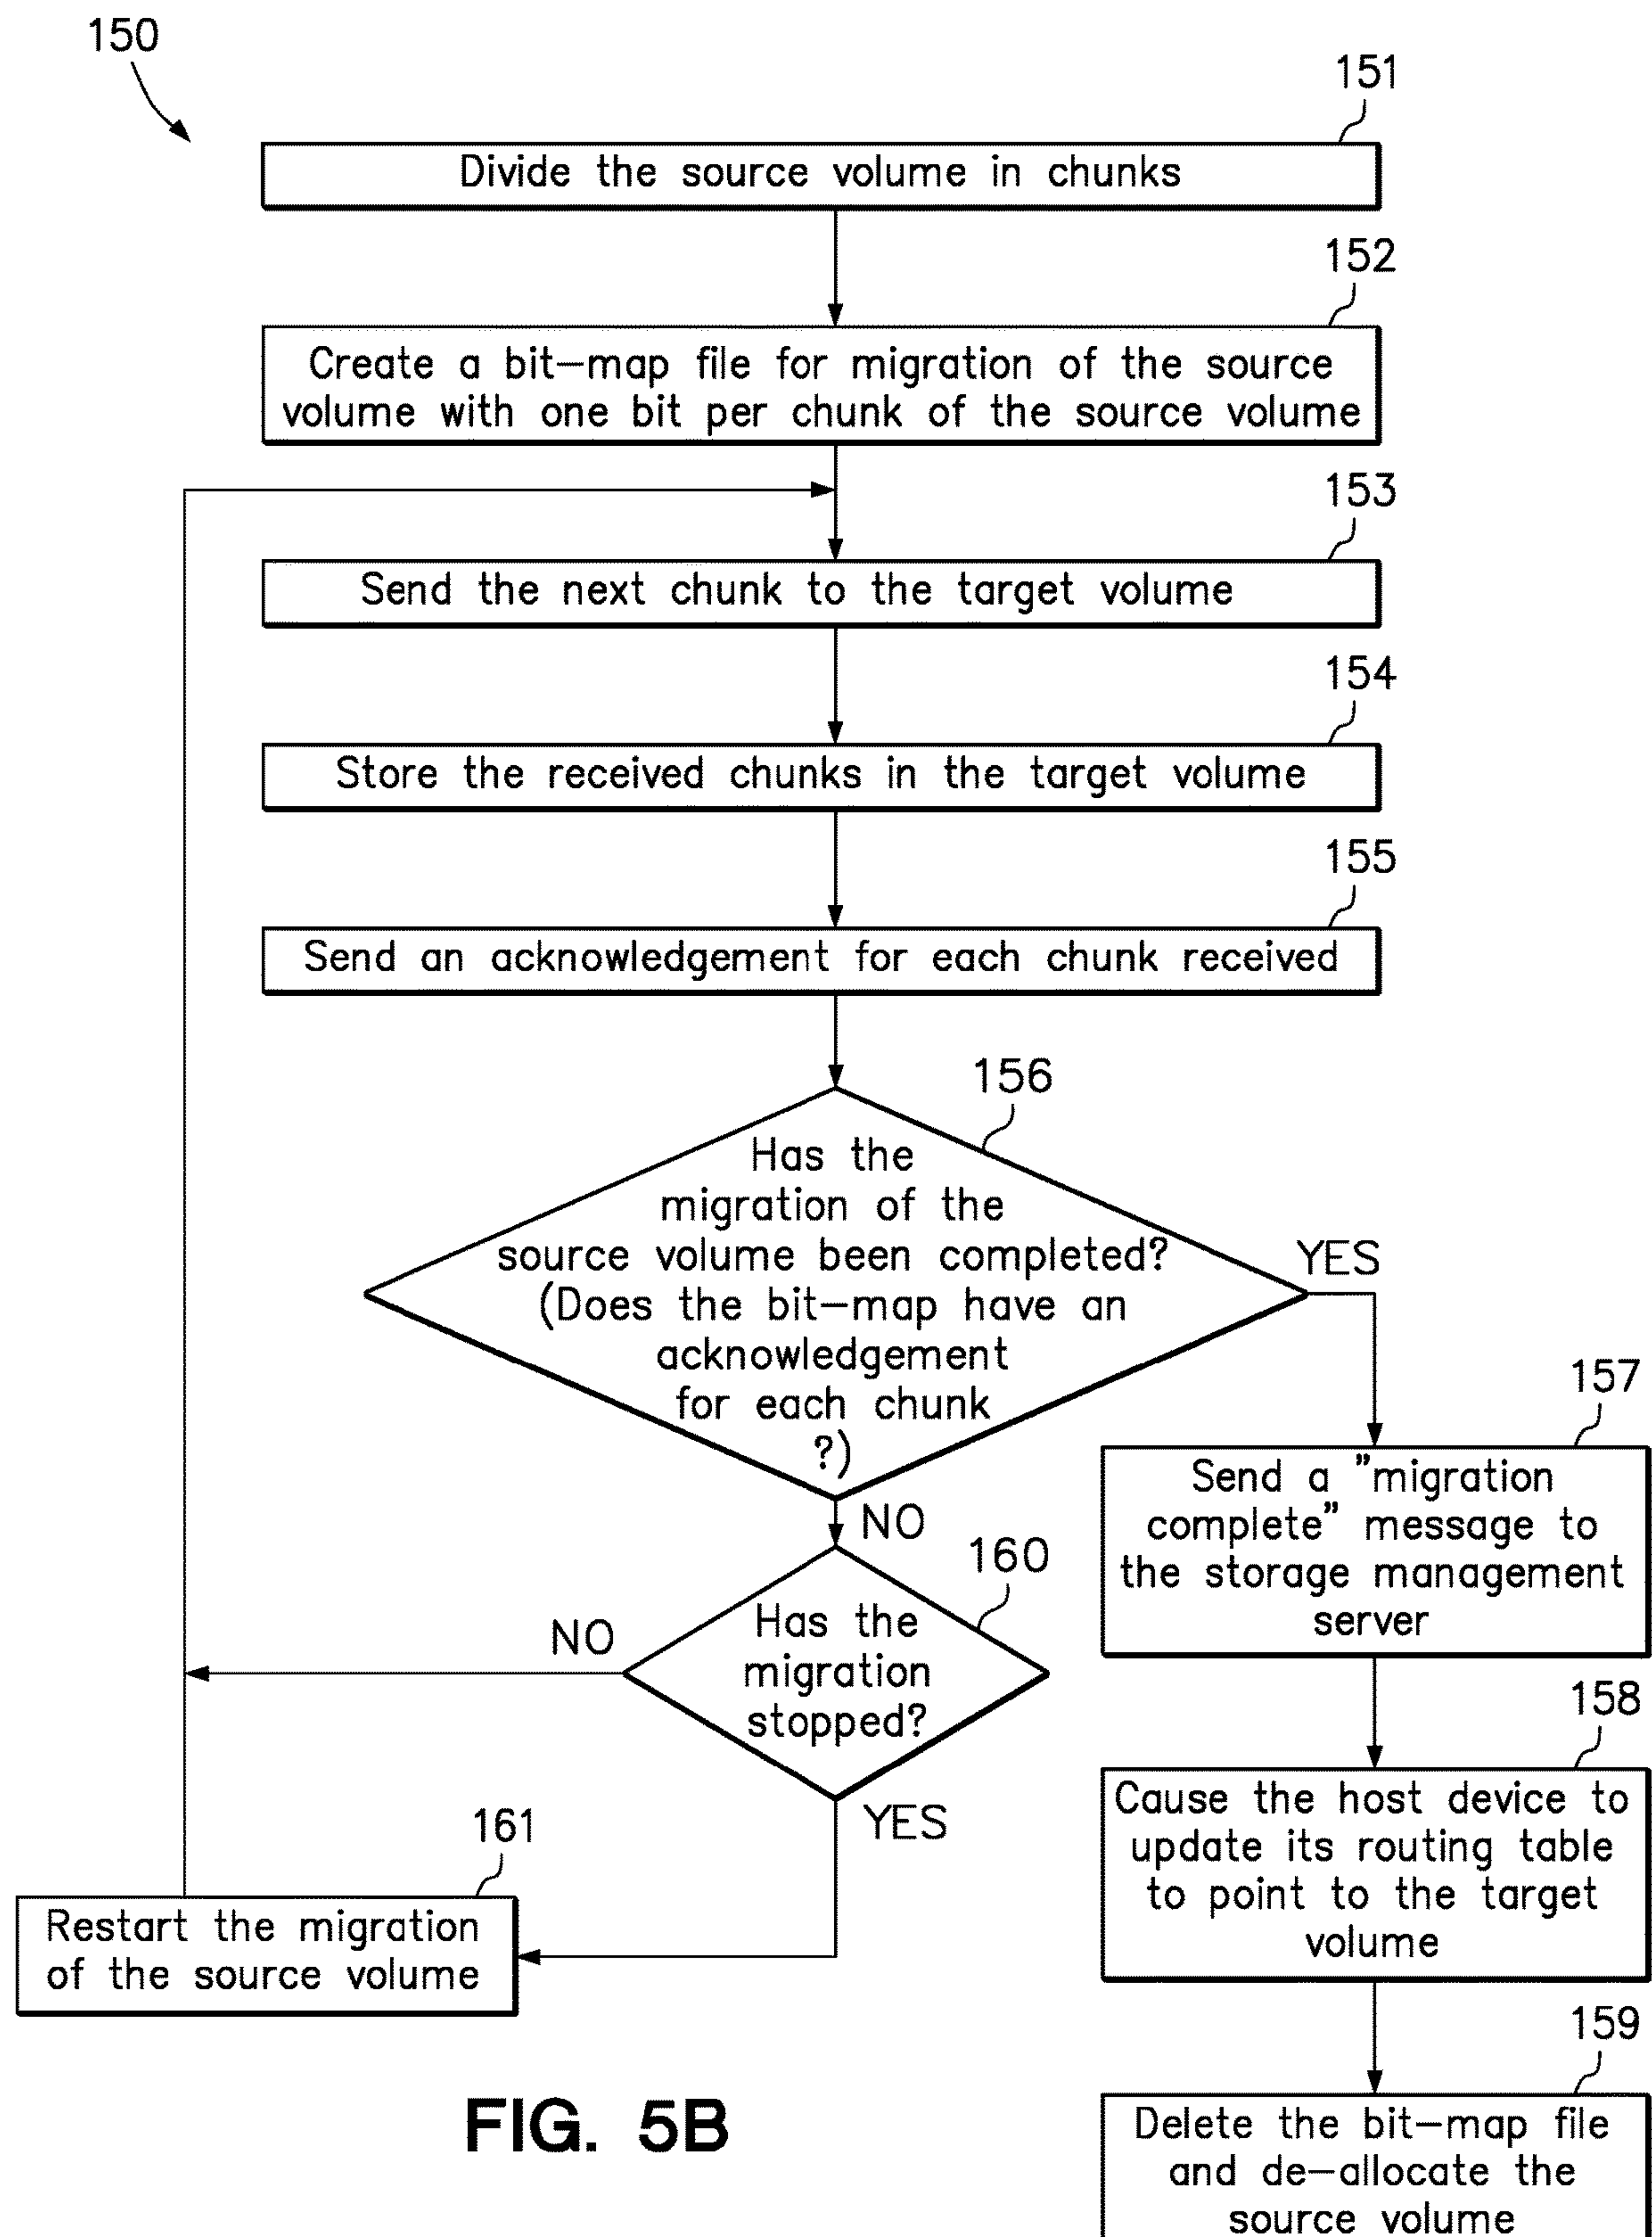 150
151
Divide the source volume in chunks
152
Create a bit-map file for migration of the source
volume with one bit per chunk of the source volume
153
Send the next chunk to the target volume
154
Store the received chunks in the target volume
155
Send an acknowledgement for each chunk received
156
Has the
migration of the
source volume been completed?
(Does the bit-map have an
acknowledgement
for each chunk
?)
YES
NO
157
Send a "migration
complete" message to
the storage management
server
160
Has the
migration
stopped?
NO
YES
158
Cause the host device to
update its routing table
to point to the target
volume
161
Restart the migration
of the source volume
159
Delete the bit-map file
and de-allocate the
source volume
FIG. 5B